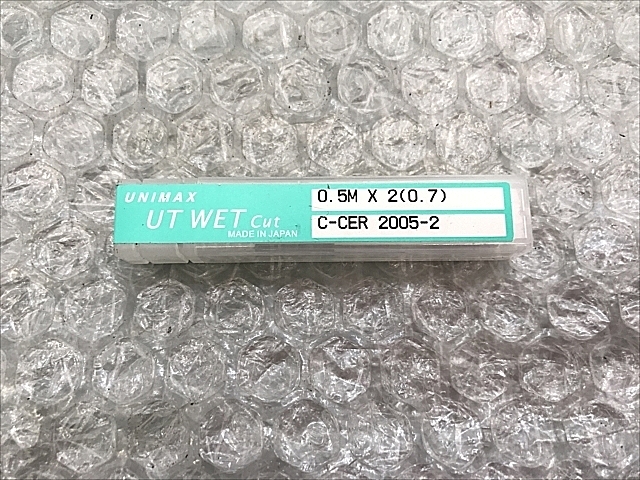 UNIMAX
UT WET Cut
MADE IN JAPAN
0.5M X 2(0.7)
C-CER 2005-2